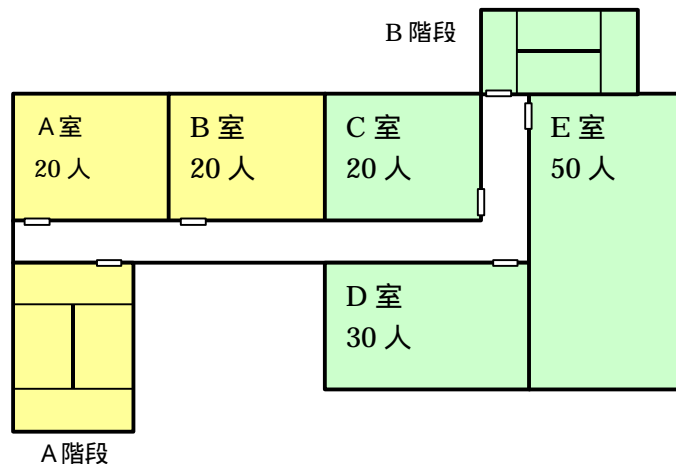 B 階段
A 室
20 人
B 室
20 人
C 室
20 人
E 室
50 人
D 室
30 人
A 階段